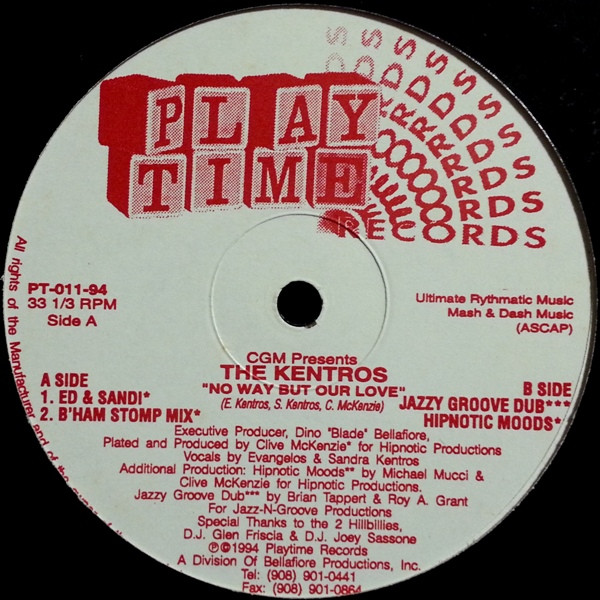 PLAY
TIME
RECORDS
PT-011-94
33 1/3 RPM
Side A
Ultimate Rythmatic Music
Mash & Dash Music
(ASCAP)
CGM Presents
THE KENTROS
"NO WAY BUT OUR LOVE"
(E. Kentros, S. Kentros, C. McKenzie)
A SIDE
1. ED & SANDI*
2. B'HAM STOMP MIX*
B SIDE
JAZZY GROOVE DUB***
HIPNOTIC MOODS*
Executive Producer, Dino "Blade" Bellafiore,
Plated and Produced by Clive McKenzie* for Hipnotic Productions
Vocals by Evangelos & Sandra Kentros
Additional Production: Hipnotic Moods** by Michael Mucci &
Clive McKenzie for Hipnotic Productions.
Jazzy Groove Dub*** by Brian Tappert & Roy A. Grant
For Jazz-N-Groove Productions
Special Thanks to the 2 Hillbillies,
D.J. Glen Friscia & D.J. Joey Sassone
℗©1994 Playtime Records
A Division Of Bellafiore Productions, Inc.
Tel: (908) 901-0441
Fax: (908) 901-0864
All rights of the Manufacturer and of the